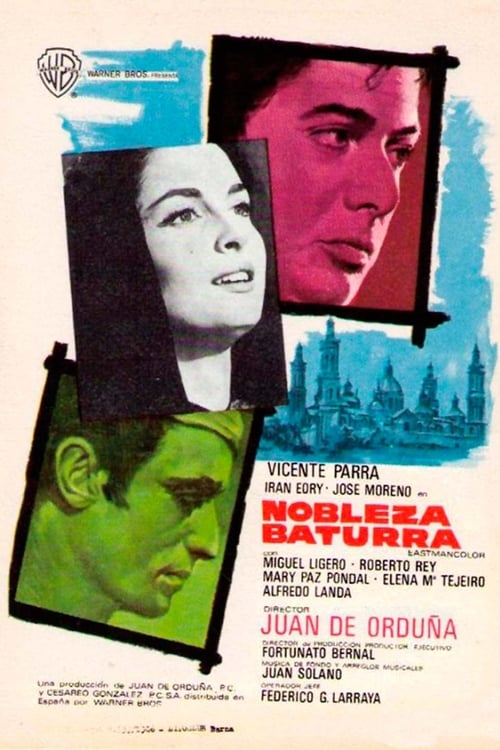 WB
WARNER BROS. PRESENTA
VICENTE PARRA
IRAN EORY · JOSE MORENO en
NOBLEZA
BATURRA
EASTMANCOLOR
con
MIGUEL LIGERO · ROBERTO REY
MARY PAZ PONDAL · ELENA Mª TEJEIRO
ALFREDO LANDA
DIRECTOR
JUAN DE ORDUÑA
DIRECTOR DE PRODUCCION PRODUCTOR EJECUTIVO
FORTUNATO BERNAL
MUSICA DE FONDO Y ARREGLOS MUSICALES
JUAN SOLANO
OPERADOR JEFE
FEDERICO G. LARRAYA
Una producción de JUAN DE ORDUÑA, P.C.
y CESAREO GONZALEZ P.C.S.A. distribuida en
España por WARNER BROS
Barna